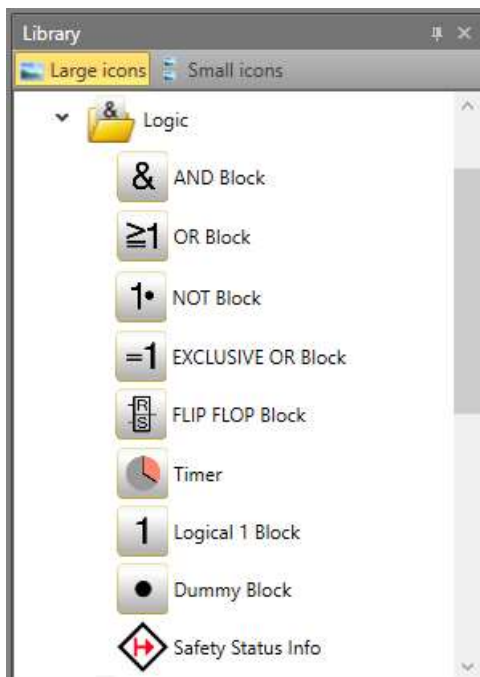 Library
Large icons Small icons
& Logic
& AND Block
≧1 OR Block
1• NOT Block
=1 EXCLUSIVE OR Block
R S FLIP FLOP Block
Timer
1 Logical 1 Block
Dummy Block
Safety Status Info